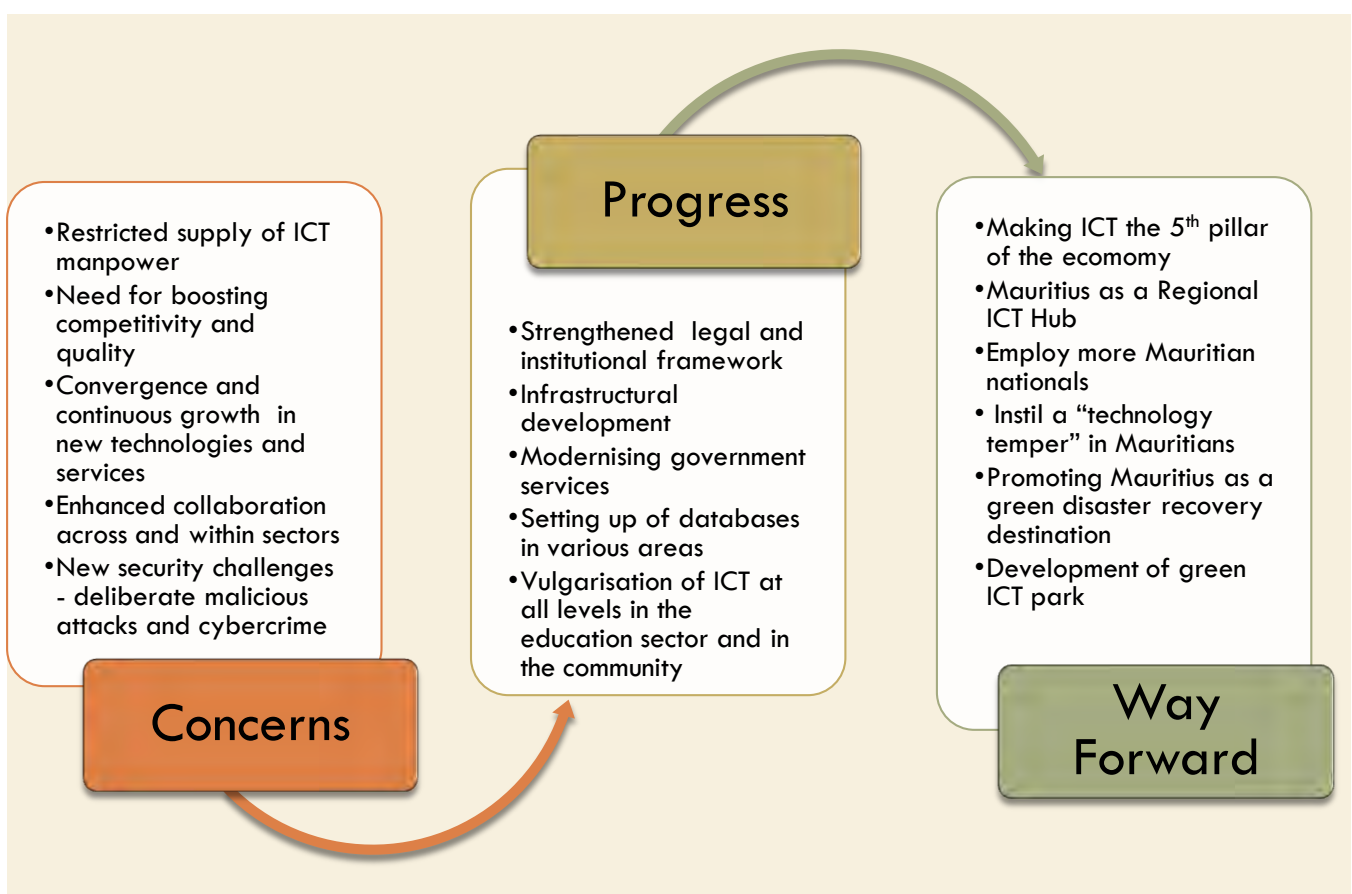 •Restricted supply of ICT
manpower
•Need for boosting
competitivity and
quality
•Convergence and
continuous growth in
new technologies and
services
•Enhanced collaboration
across and within sectors
•New security challenges
- deliberate malicious
attacks and cybercrime
Concerns
Progress
•Strengthened legal and
institutional framework
•Infrastructural
development
•Modernising government
services
•Setting up of databases
in various areas
•Vulgarisation of ICT at
all levels in the
education sector and in
the community
•Making ICT the 5th pillar
of the ecomomy
•Mauritius as a Regional
ICT Hub
•Employ more Mauritian
nationals
• Instil a “technology
temper” in Mauritians
•Promoting Mauritius as a
green disaster recovery
destination
•Development of green
ICT park
Way
Forward